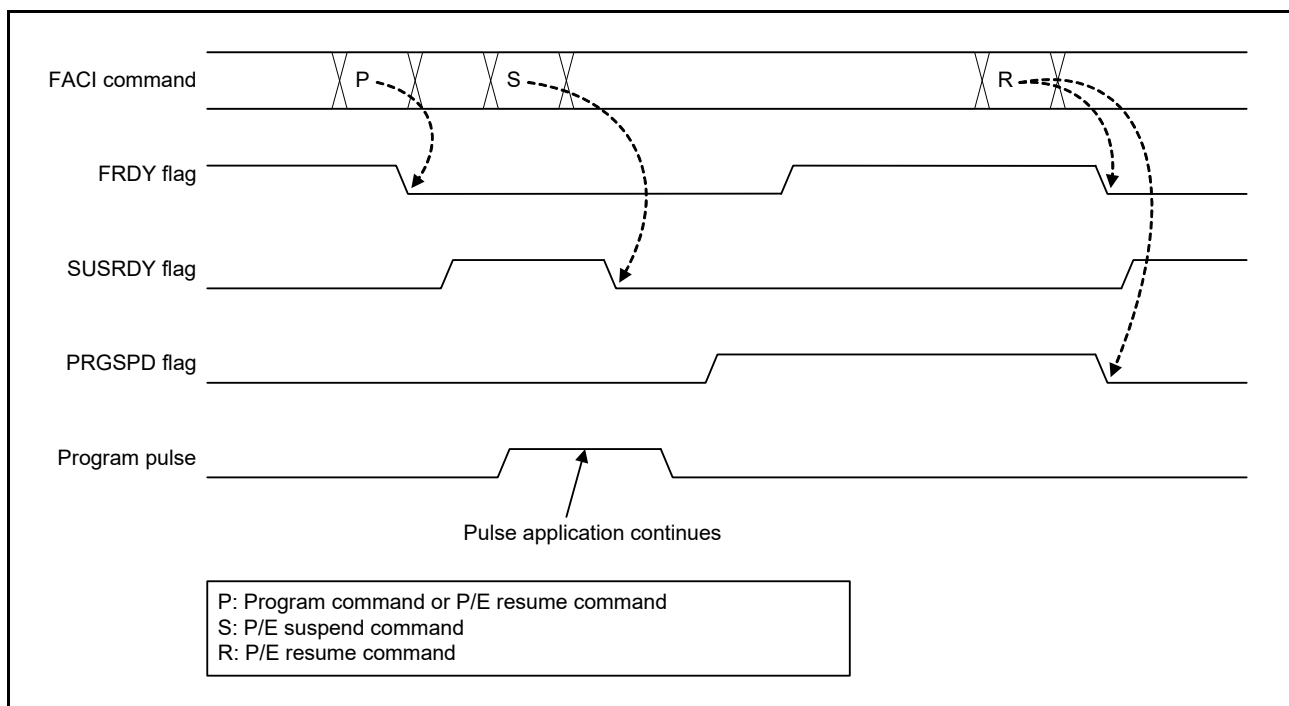 FACI command
P
S
R
FRDY flag
SUSRDY flag
PRGSPD flag
Program pulse
Pulse application continues
P: Program command or P/E resume command
S: P/E suspend command
R: P/E resume command